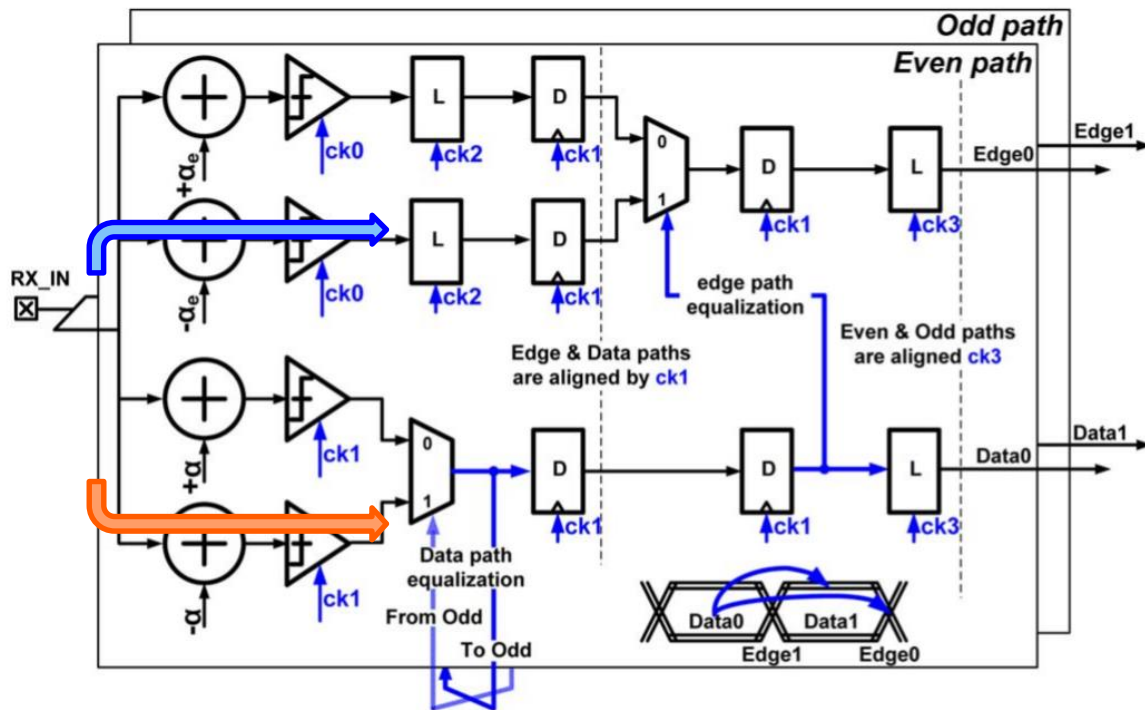 Odd path
Even path
L
D
ck0
ck2
ck1
+αe
0
1
D
L
ck1
ck3
Edge1
Edge0
L
D
ck0
ck2
ck1
-αe
RX_IN
edge path
equalization
Edge & Data paths
are aligned by ck1
Even & Odd paths
are aligned ck3
ck1
+α
0
1
D
D
L
ck1
ck1
ck3
Data1
Data0
ck1
-α
Data path
equalization
From Odd
To Odd
Data0
Data1
Edge1
Edge0